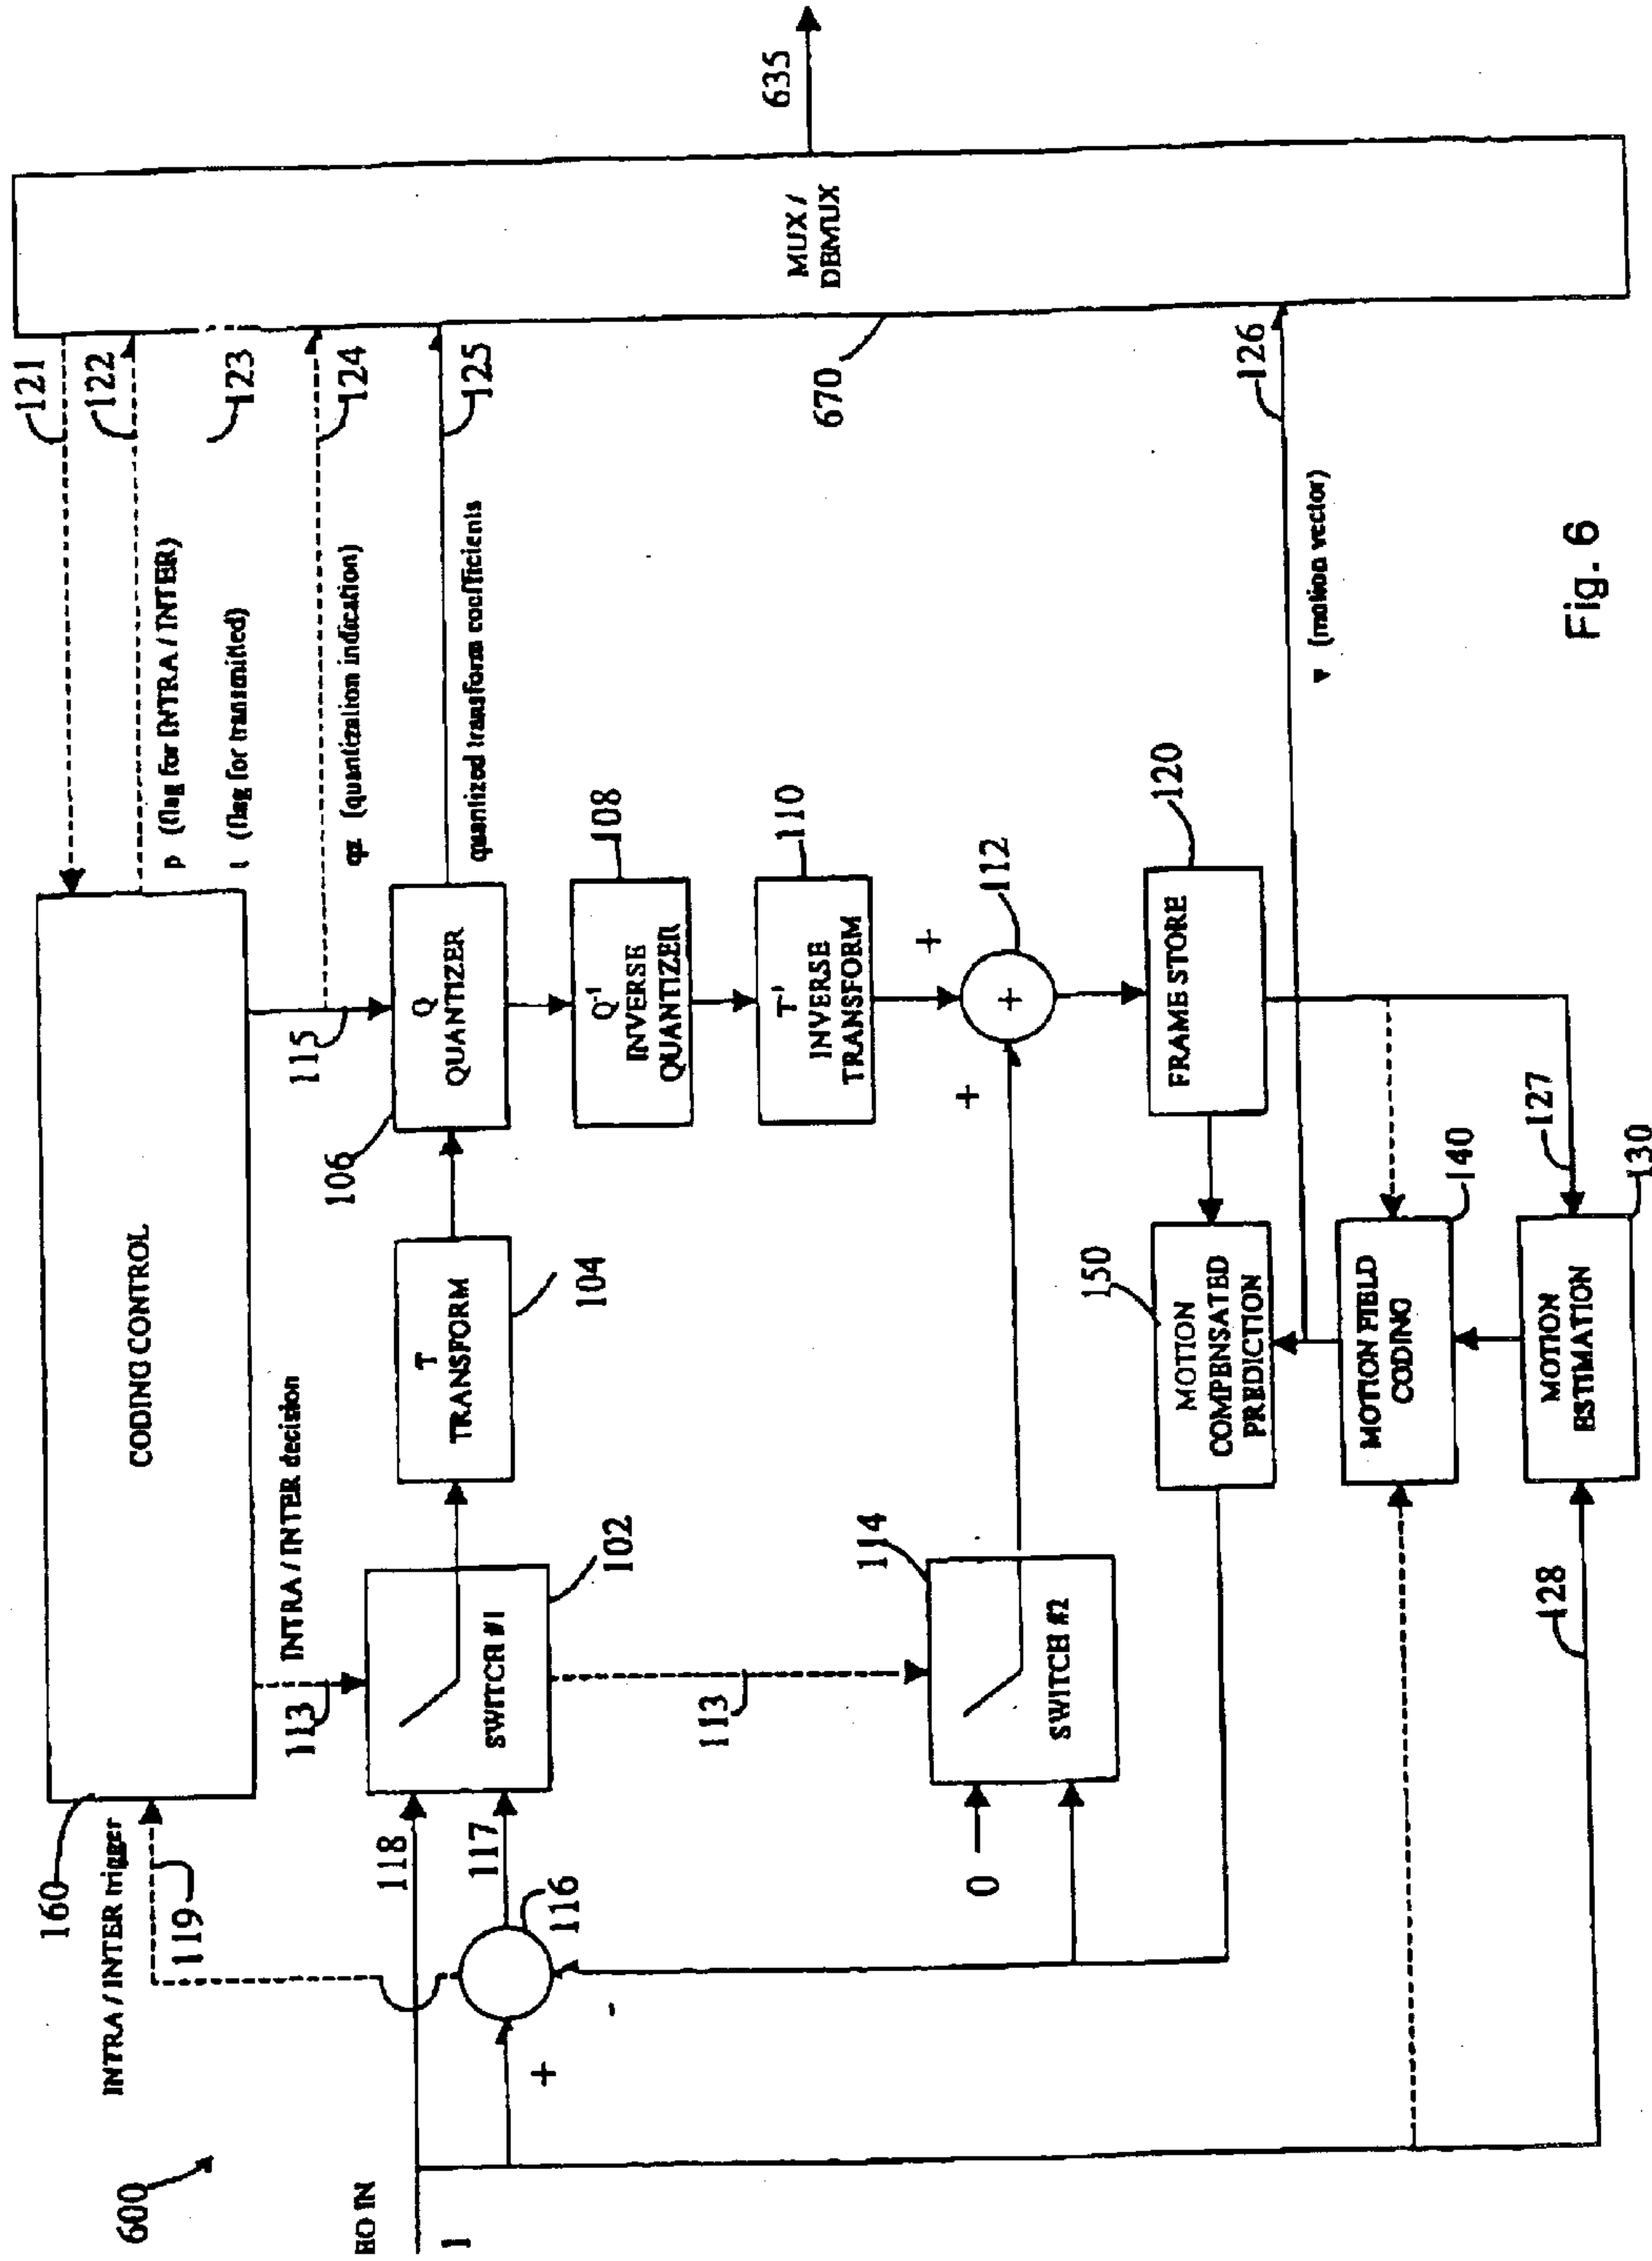 600
INTRA / INTER trigger
119
160
CODING CONTROL
121
122
123
124
125
p (flag for INTRA / INTER)
(flag for transmitted)
qz (quantization indication)
quantized transform coefficients
113
INTRA / INTER decision
115
EO IN
1
118
117
+
-
116
SWITCH #1
102
T
TRANSFORM
104
106
Q
QUANTIZER
Q-1
INVERSE
QUANTIZER
108
INVERSE
TRANSFORM
110
113
0
SWITCH #2
114
+
+
+
112
FRAME STORE
120
150
MOTION
COMPENSATED
PREDICTION
MOTION FIELD
CODING
140
MOTION
ESTIMATION
130
127
128
v (motion vector)
126
670
MUX /
DEMUX
635
Fig. 6